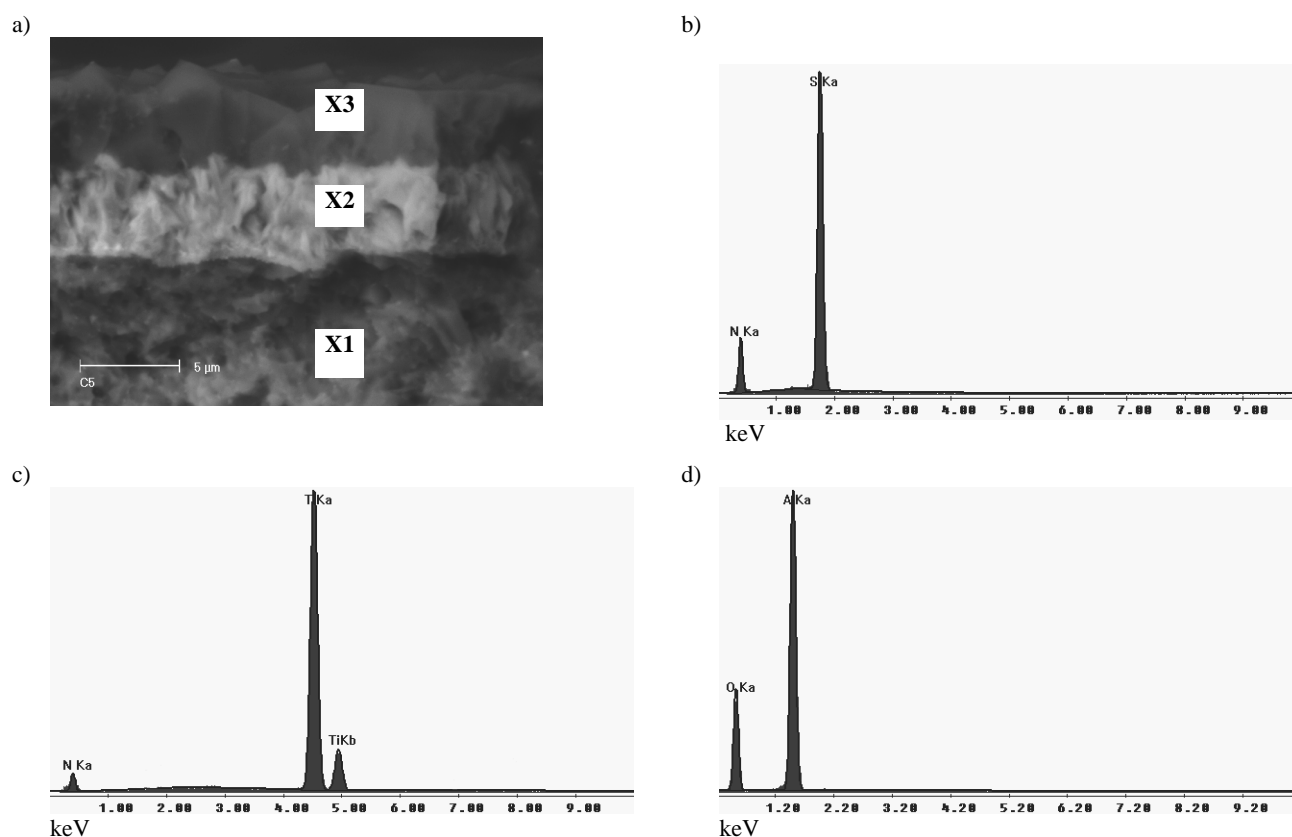 a)
X3
X2
X1
5 µm
C5
b)
S Ka
N Ka
1.00 2.00 3.00 4.00 5.00 6.00 7.00 8.00 9.00
keV
c)
T Ka
TiKb
N Ka
1.00 2.00 3.00 4.00 5.00 6.00 7.00 8.00 9.00
keV
d)
A Ka
O Ka
1.20 2.20 3.20 4.20 5.20 6.20 7.20 8.20 9.20
keV